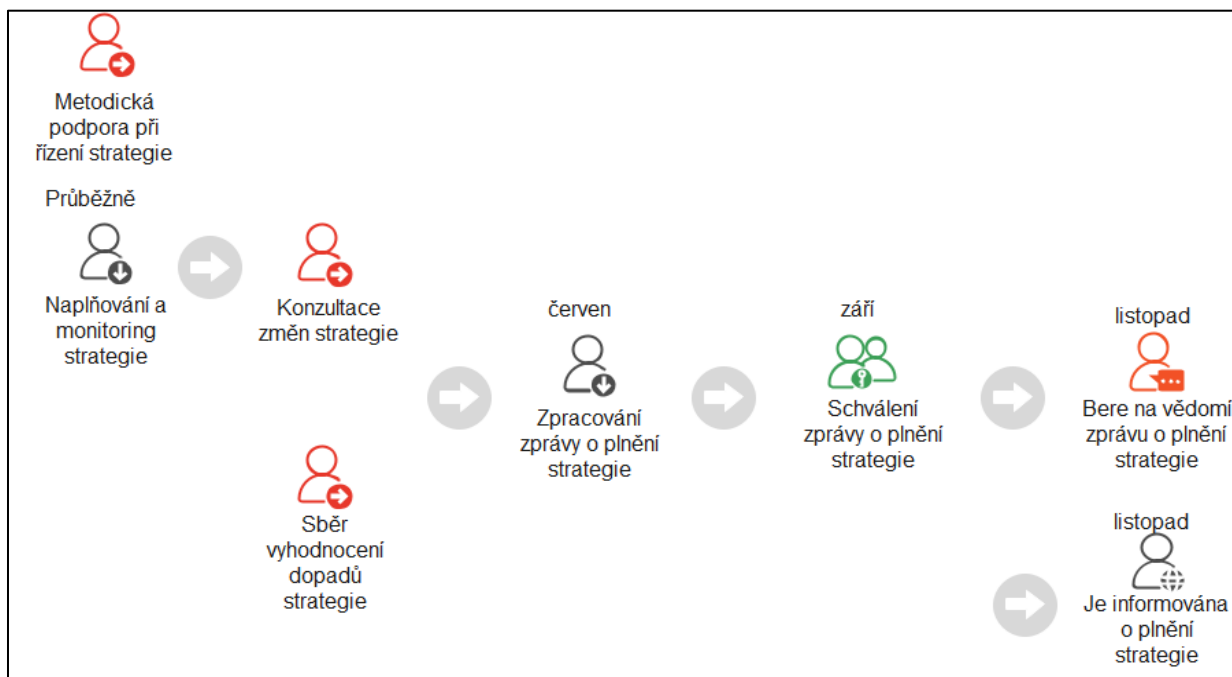 Metodická
podpora při
řízení strategie
Průběžně
Naplňování a
monitoring
strategie
Konzultace
změn strategie
Sběr
vyhodnocení
dopadů
strategie
červen
Zpracování
zprávy o plnění
strategie
září
Schválení
zprávy o plnění
strategie
listopad
Bere na vědomí
zprávu o plnění
strategie
listopad
Je informována
o plnění
strategie